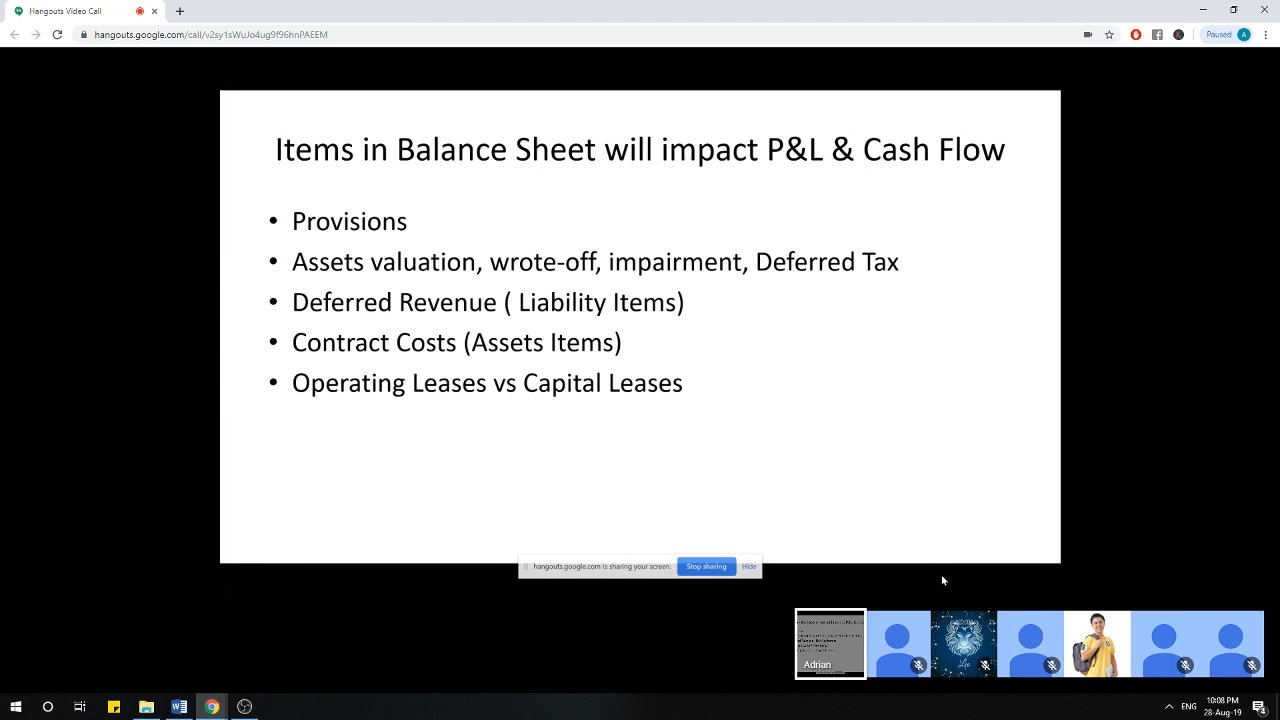 Hangouts Video Call
hangouts.google.com/call/v2sy1sWuJo4ug9f96hnPAEEM
Paused
A
Items in Balance Sheet will impact P&L & Cash Flow
• Provisions
• Assets valuation, wrote-off, impairment, Deferred Tax
• Deferred Revenue ( Liability Items)
• Contract Costs (Assets Items)
• Operating Leases vs Capital Leases
hangouts.google.com is sharing your screen.
Stop sharing
Hide
Adrian
Leo
ENG
10:08 PM
28-Aug-19